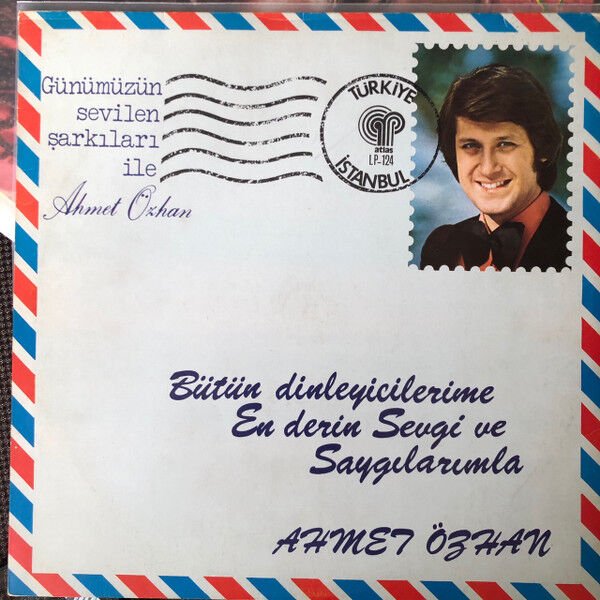 Günümüzün
sevilen
şarkıları
ile
Ahmet Özhan
TÜRKİYE
atlas
LP-124
İSTANBUL
Bütün dinleyicilerime
En derin Sevgi ve
Saygılarımla
AHMET ÖZHAN